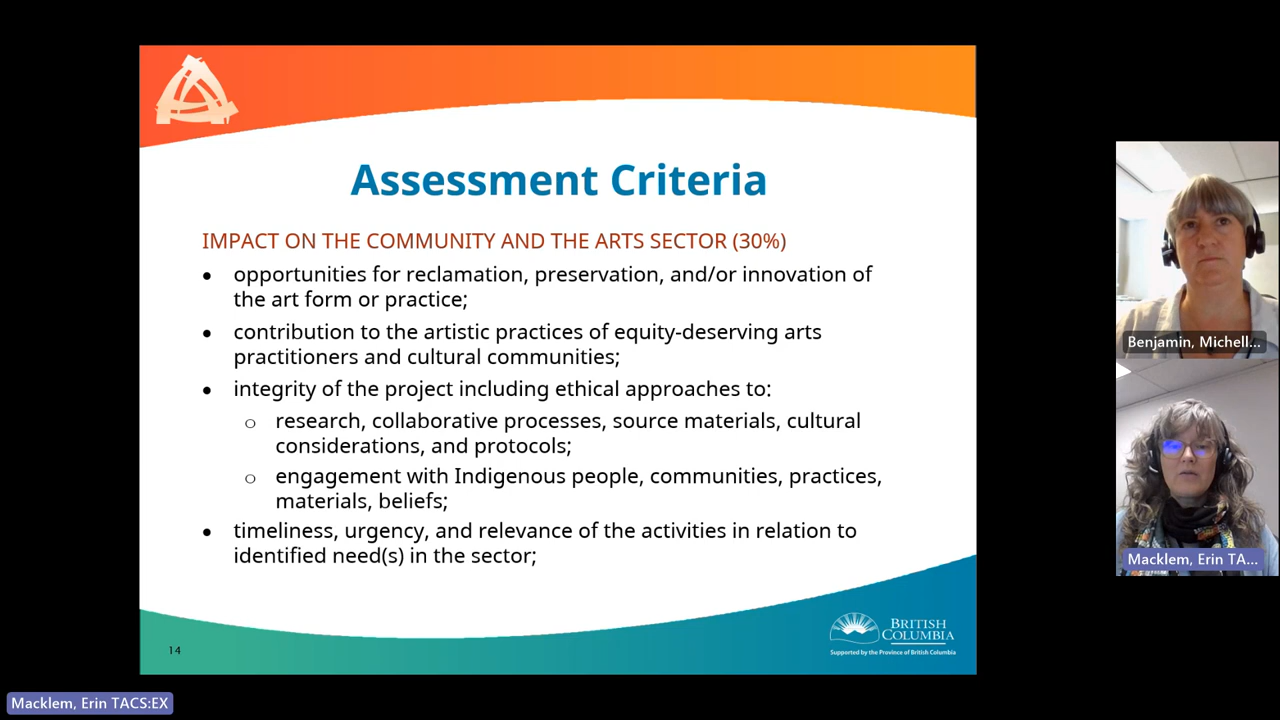 Assessment Criteria
IMPACT ON THE COMMUNITY AND THE ARTS SECTOR (30%)
• opportunities for reclamation, preservation, and/or innovation of
the art form or practice;
• contribution to the artistic practices of equity-deserving arts
practitioners and cultural communities;
• integrity of the project including ethical approaches to:
o research, collaborative processes, source materials, cultural
considerations, and protocols;
o engagement with Indigenous people, communities, practices,
materials, beliefs;
• timeliness, urgency, and relevance of the activities in relation to
identified need(s) in the sector;
14
BRITISH
COLUMBIA
Supported by the Province of British Columbia
Benjamin, Michell...
Macklem, Erin TA...
Macklem, Erin TACS:EX